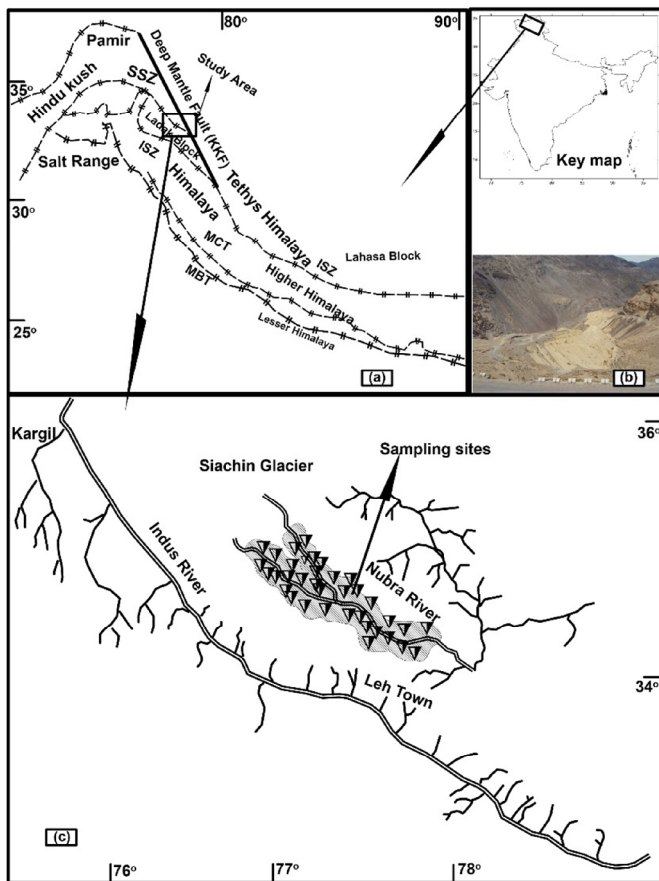 80°
90°
Pamir
35°
Hindu kush
SSZ
Deep Mantle Fault (KKF)
Study Area
Ladakh Block
ISZ
Salt Range
Tethys Himalaya
Himalaya
30°
MCT
ISZ
Lahasa Block
MBT
Higher Himalaya
Lesser Himalaya
25°
(a)
Key map
(b)
Kargil
36°
Siachin Glacier
Sampling sites
Indus River
Nubra River
Leh Town
34°
(c)
76°
77°
78°